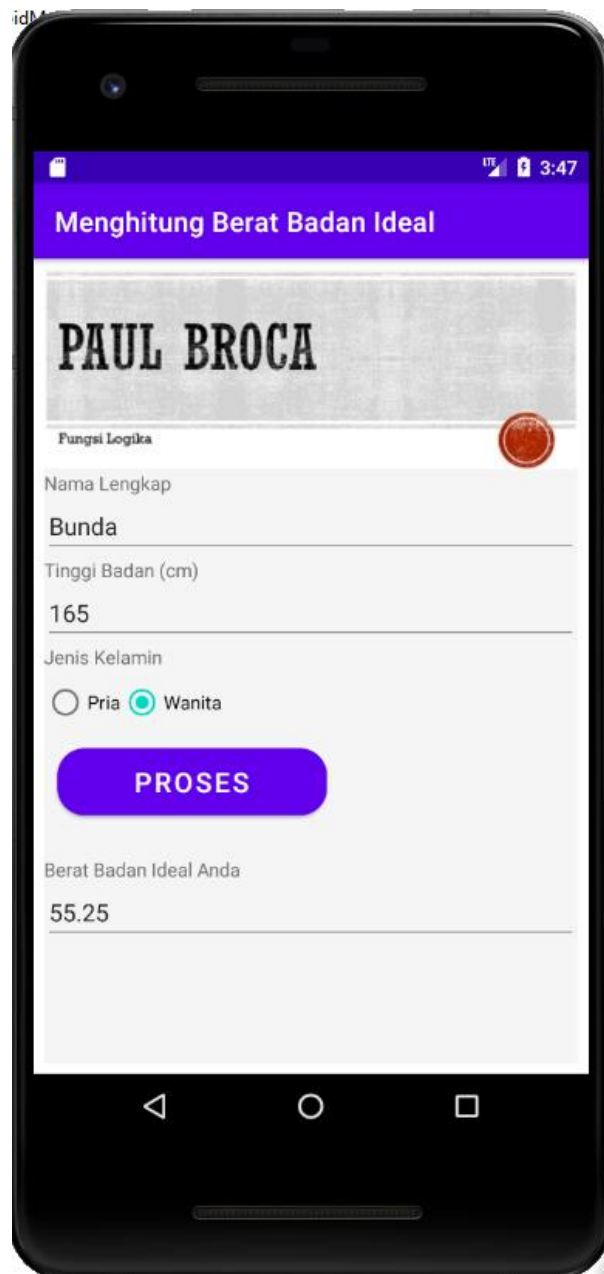 LTE 3:47
Menghitung Berat Badan Ideal
PAUL BROCA
Fungsi Logika
Nama Lengkap
Bunda
Tinggi Badan (cm)
165
Jenis Kelamin
Pria Wanita
PROSES
Berat Badan Ideal Anda
55.25